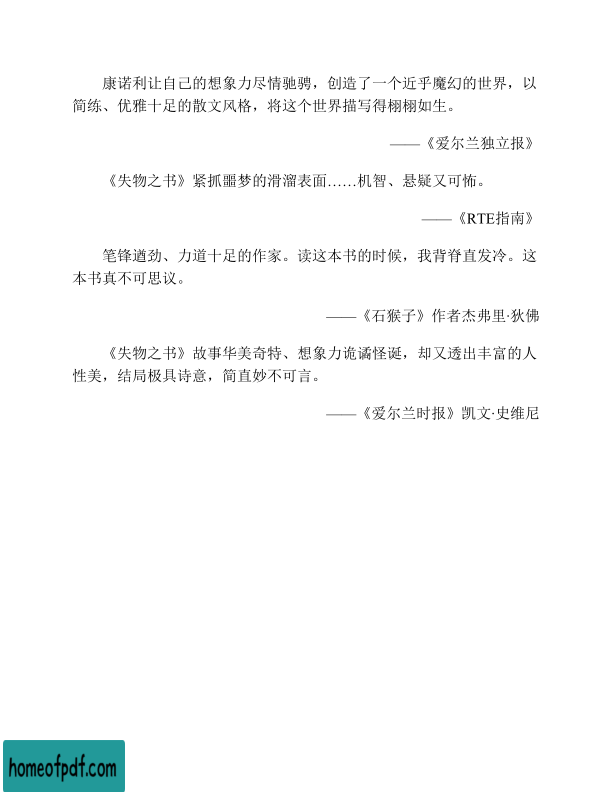 康诺利让自己的想象力尽情驰骋，创造了一个近乎魔幻的世界，以
简练、优雅十足的散文风格，将这个世界描写得栩栩如生。
——《爱尔兰独立报》
《失物之书》紧抓噩梦的滑溜表面……机智、悬疑又可怖。
——《RTE指南》
笔锋遒劲、力道十足的作家。读这本书的时候，我背脊直发冷。这
本书真不可思议。
——《石猴子》作者杰弗里·狄佛
《失物之书》故事华美奇特、想象力诡谲怪诞，却又透出丰富的人
性美，结局极具诗意，简直妙不可言。
——《爱尔兰时报》凯文·史维尼
homeofpdf.com